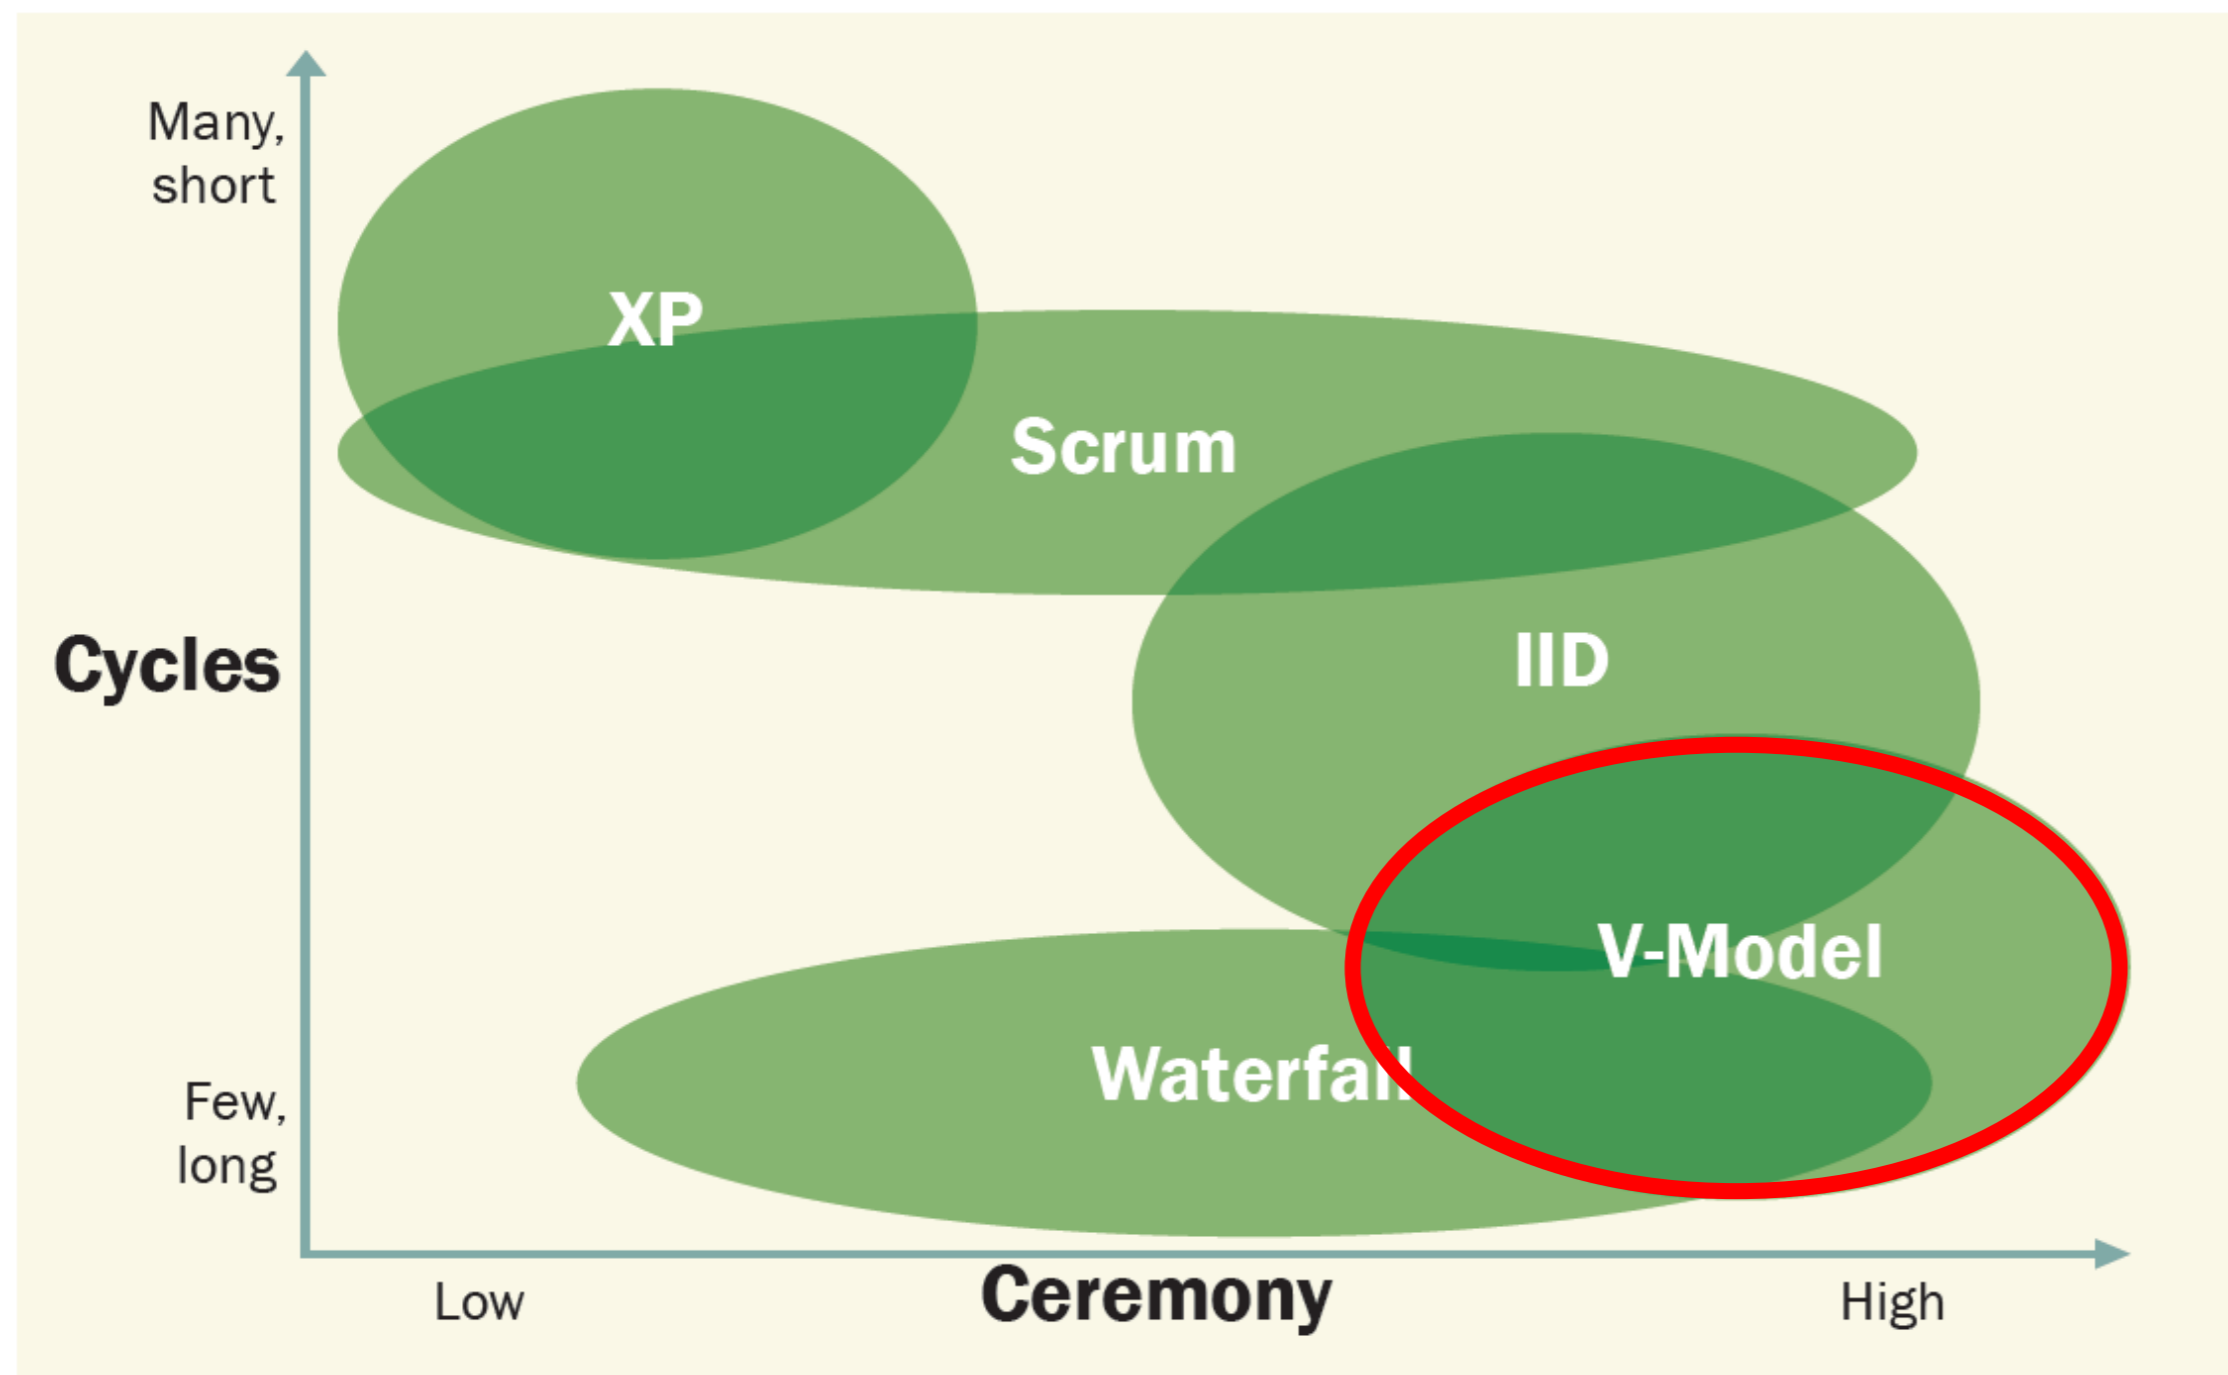 Many,
short
XP
Scrum
Cycles
IID
V-Model
Waterfall
Few,
long
Low
Ceremony
High